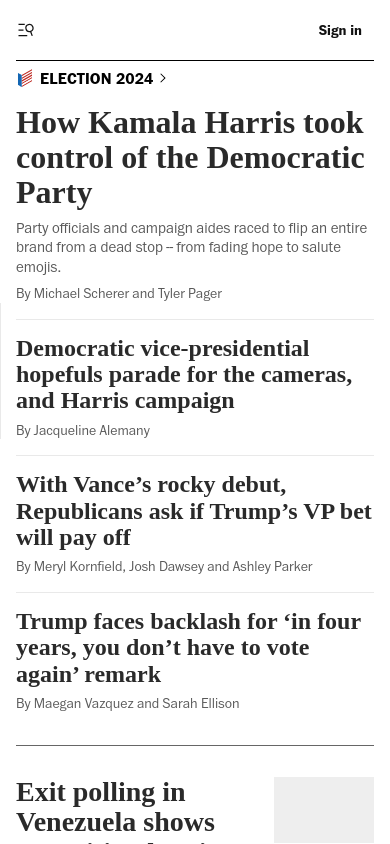 Sign in
ELECTION 2024
How Kamala Harris took
control of the Democratic
Party
Party officials and campaign aides raced to flip an entire
brand from a dead stop — from fading hope to salute
emojis.
By Michael Scherer and Tyler Pager
Democratic vice-presidential
hopefuls parade for the cameras,
and Harris campaign
By Jacqueline Alemany
With Vance’s rocky debut,
Republicans ask if Trump’s VP bet
will pay off
By Meryl Kornfield, Josh Dawsey and Ashley Parker
Trump faces backlash for ‘in four
years, you don’t have to vote
again’ remark
By Maegan Vazquez and Sarah Ellison
Exit polling in
Venezuela shows